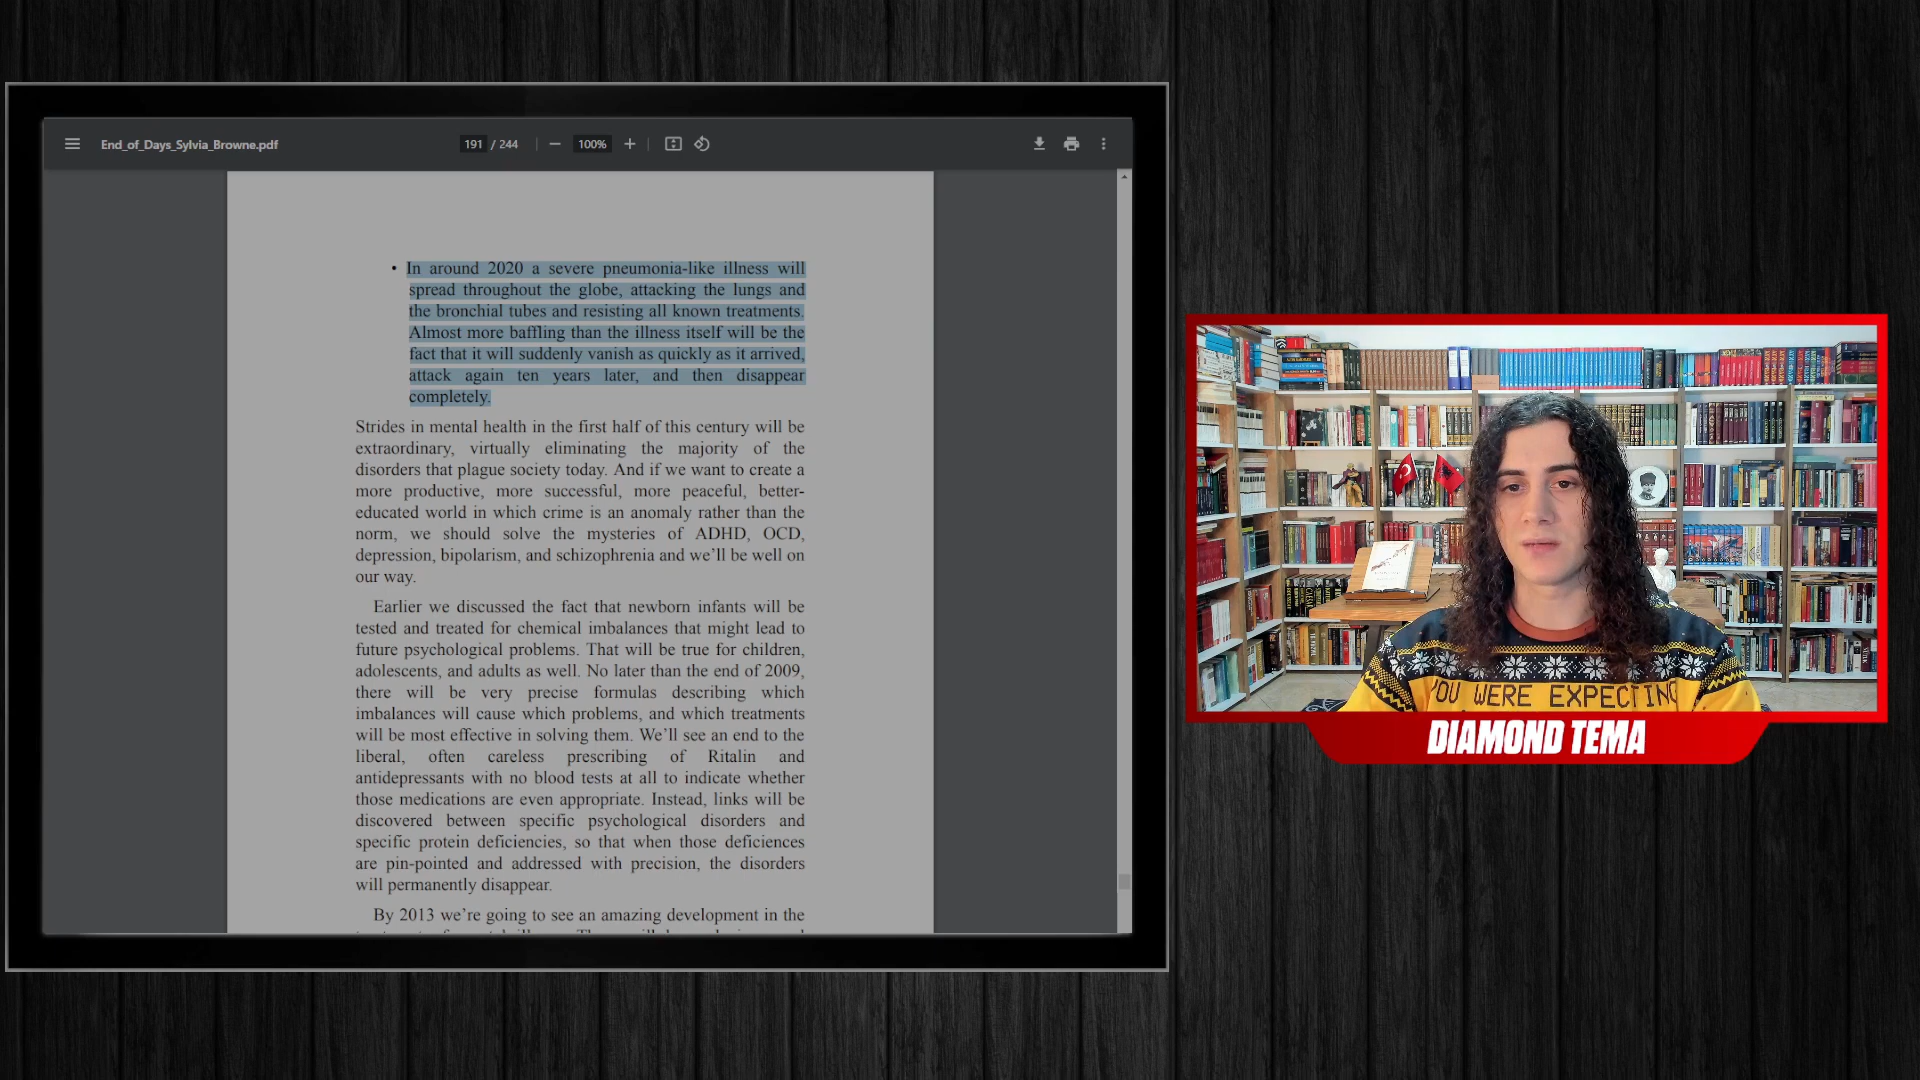 End_of_Days_Sylvia_Browne.pdf
191 / 244
100%
• In around 2020 a severe pneumonia-like illness will
spread throughout the globe, attacking the lungs and
the bronchial tubes and resisting all known treatments.
Almost more baffling than the illness itself will be the
fact that it will suddenly vanish as quickly as it arrived,
attack again ten years later, and then disappear
completely.
Strides in mental health in the first half of this century will be
extraordinary, virtually eliminating the majority of the
disorders that plague society today. And if we want to create a
more productive, more successful, more peaceful, better-
educated world in which crime is an anomaly rather than the
norm, we should solve the mysteries of ADHD, OCD,
depression, bipolarism, and schizophrenia and we’ll be well on
our way.
Earlier we discussed the fact that newborn infants will be
tested and treated for chemical imbalances that might lead to
future psychological problems. That will be true for children,
adolescents, and adults as well. No later than the end of 2009,
there will be very precise formulas describing which
imbalances will cause which problems, and which treatments
will be most effective in solving them. We’ll see an end to the
liberal, often careless prescribing of Ritalin and
antidepressants with no blood tests at all to indicate whether
those medications are even appropriate. Instead, links will be
discovered between specific psychological disorders and
specific protein deficiencies, so that when those deficiences
are pin-pointed and addressed with precision, the disorders
will permanently disappear.
By 2013 we’re going to see an amazing development in the
YOU WERE EXPECTING
DIAMOND TEMA